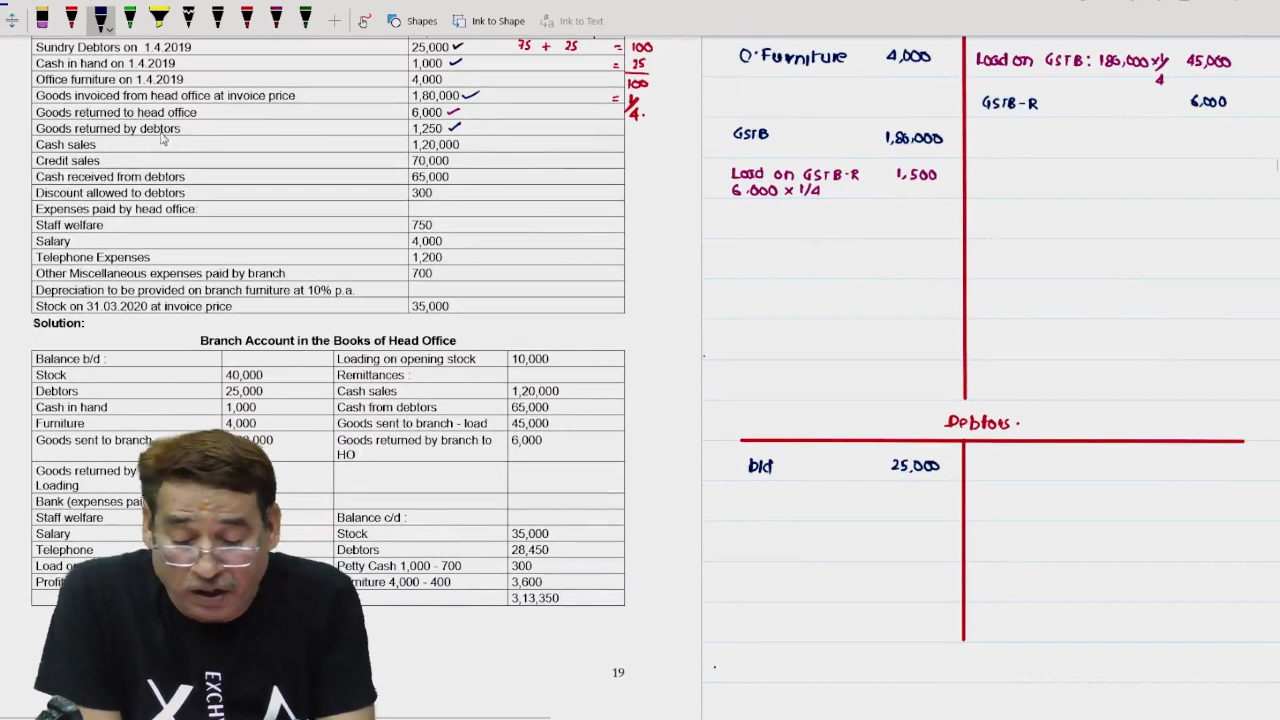 Shapes
Ink to Shape
Ink to Text
Sundry Debtors on 1.4.2019 25,000
Cash in hand on 1.4.2019 1,000
Office furniture on 1.4.2019 4,000
Goods invoiced from head office at invoice price 1,80,000
Goods returned to head office 6,000
Goods returned by debtors 1,250
Cash sales 1,20,000
Credit sales 70,000
Cash received from debtors 65,000
Discount allowed to debtors 300
Expenses paid by head office:
Staff welfare 750
Salary 4,000
Telephone Expenses 1,200
Other Miscellaneous expenses paid by branch 700
Depreciation to be provided on branch furniture at 10% p.a.
Stock on 31.03.2020 at invoice price 35,000
75 + 25 = 100
= 25
100
= 1/4.
Solution:
Branch Account in the Books of Head Office
Balance b/d : Loading on opening stock 10,000
Stock 40,000 Remittances :
Debtors 25,000 Cash sales 1,20,000
Cash in hand 1,000 Cash from debtors 65,000
Furniture 4,000 Goods sent to branch - load 45,000
Goods sent to branch Goods returned by branch to 6,000
HO
Goods returned by
Loading
Bank (expenses
Staff welfare Balance c/d :
Salary Stock 35,000
Telephone Debtors 28,450
Load Petty Cash 1,000 - 700 300
4,000 - 400 3,600
3,13,350
19
O.Furniture 4,000
Load on GSTB : 180,000 x 1/4 45,000
GSTB-R 6,000
GSTB 1,80,000
Load on GSTB-R 1,500
6,000 x 1/4
Debtors.
b/d 25,000
EXCH